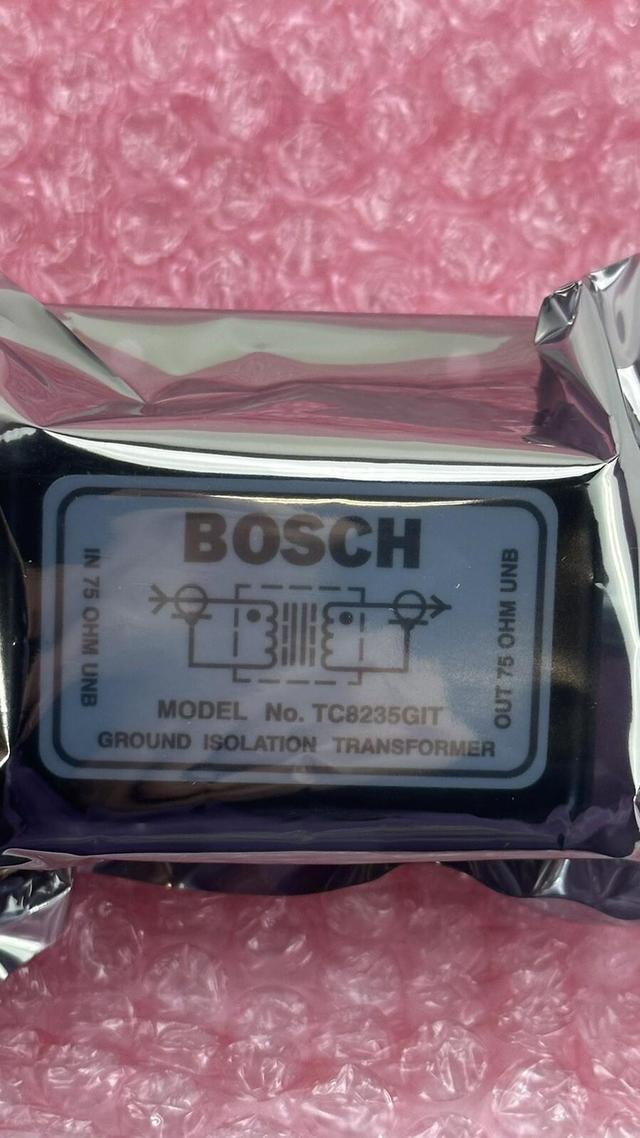 BOSCH
IN 75 OHM UNB
OUT 75 OHM UNB
MODEL No. TC8235GIT
GROUND ISOLATION TRANSFORMER